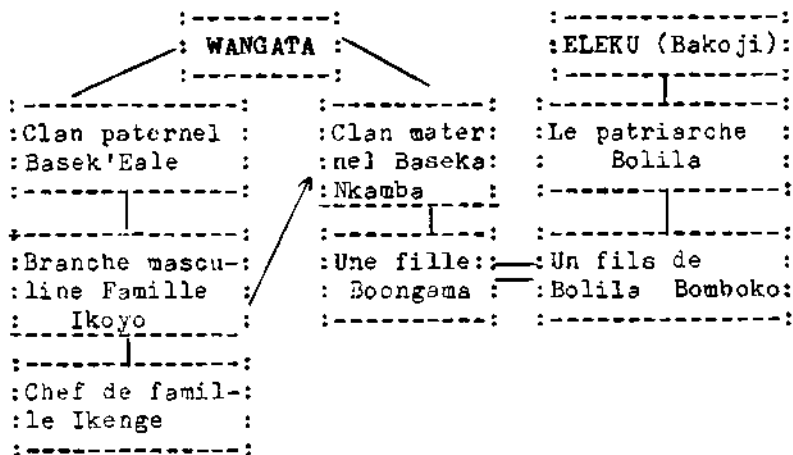 WANGATA
ELEKU (Bakoji)
Clan paternel
Basek'Eale
Clan mater
nel Baseka
Nkamba
Le patriarche
Bolila
Branche mascu-
line Famille
Ikoyo
Une fille
Boongama
Un fils de
Bolila Bomboko
Chef de famil-
le Ikenge